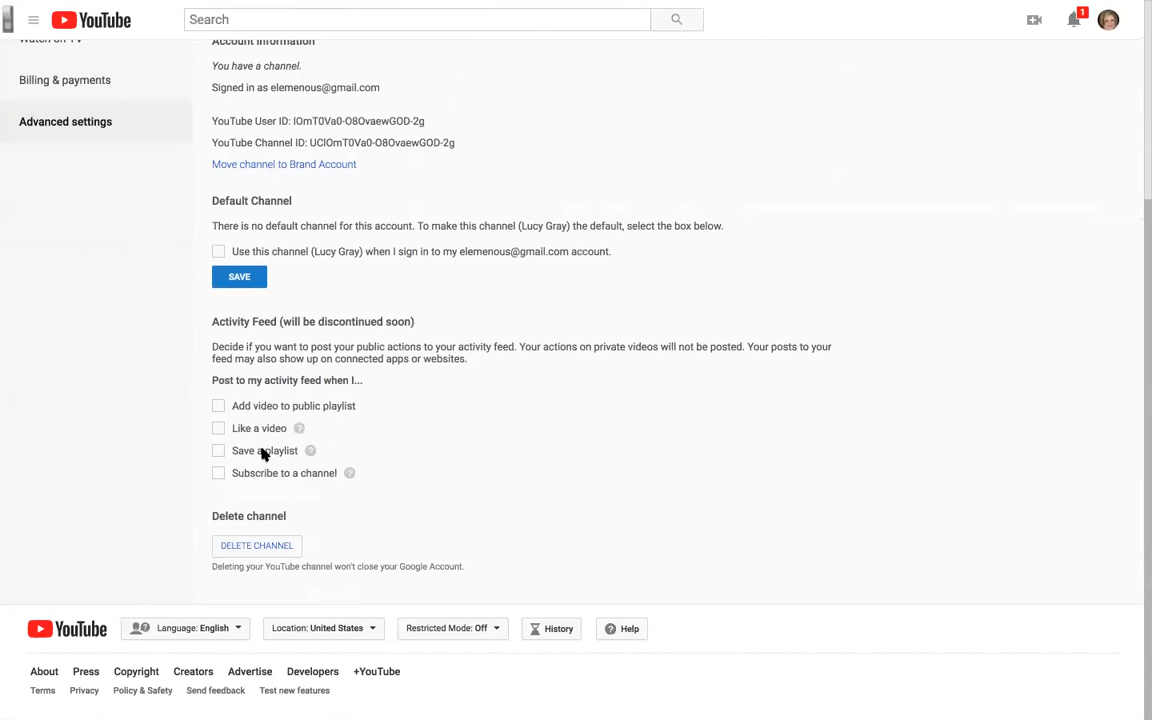 YouTube
Search
1
Watch on TV
Account Information
You have a channel.
Billing & payments
Signed in as elemenous@gmail.com
Advanced settings
YouTube User ID: lOmT0Va0-O8OvaewGOD-2g
YouTube Channel ID: UClOmT0Va0-O8OvaewGOD-2g
Move channel to Brand Account
Default Channel
There is no default channel for this account. To make this channel (Lucy Gray) the default, select the box below.
Use this channel (Lucy Gray) when I sign in to my elemenous@gmail.com account.
SAVE
Activity Feed (will be discontinued soon)
Decide if you want to post your public actions to your activity feed. Your actions on private videos will not be posted. Your posts to your
feed may also show up on connected apps or websites.
Post to my activity feed when I...
Add video to public playlist
Like a video ?
Save a playlist ?
Subscribe to a channel ?
Delete channel
DELETE CHANNEL
Deleting your YouTube channel won't close your Google Account.
YouTube Language: English Location: United States Restricted Mode: Off History Help
About Press Copyright Creators Advertise Developers +YouTube
Terms Privacy Policy & Safety Send feedback Test new features